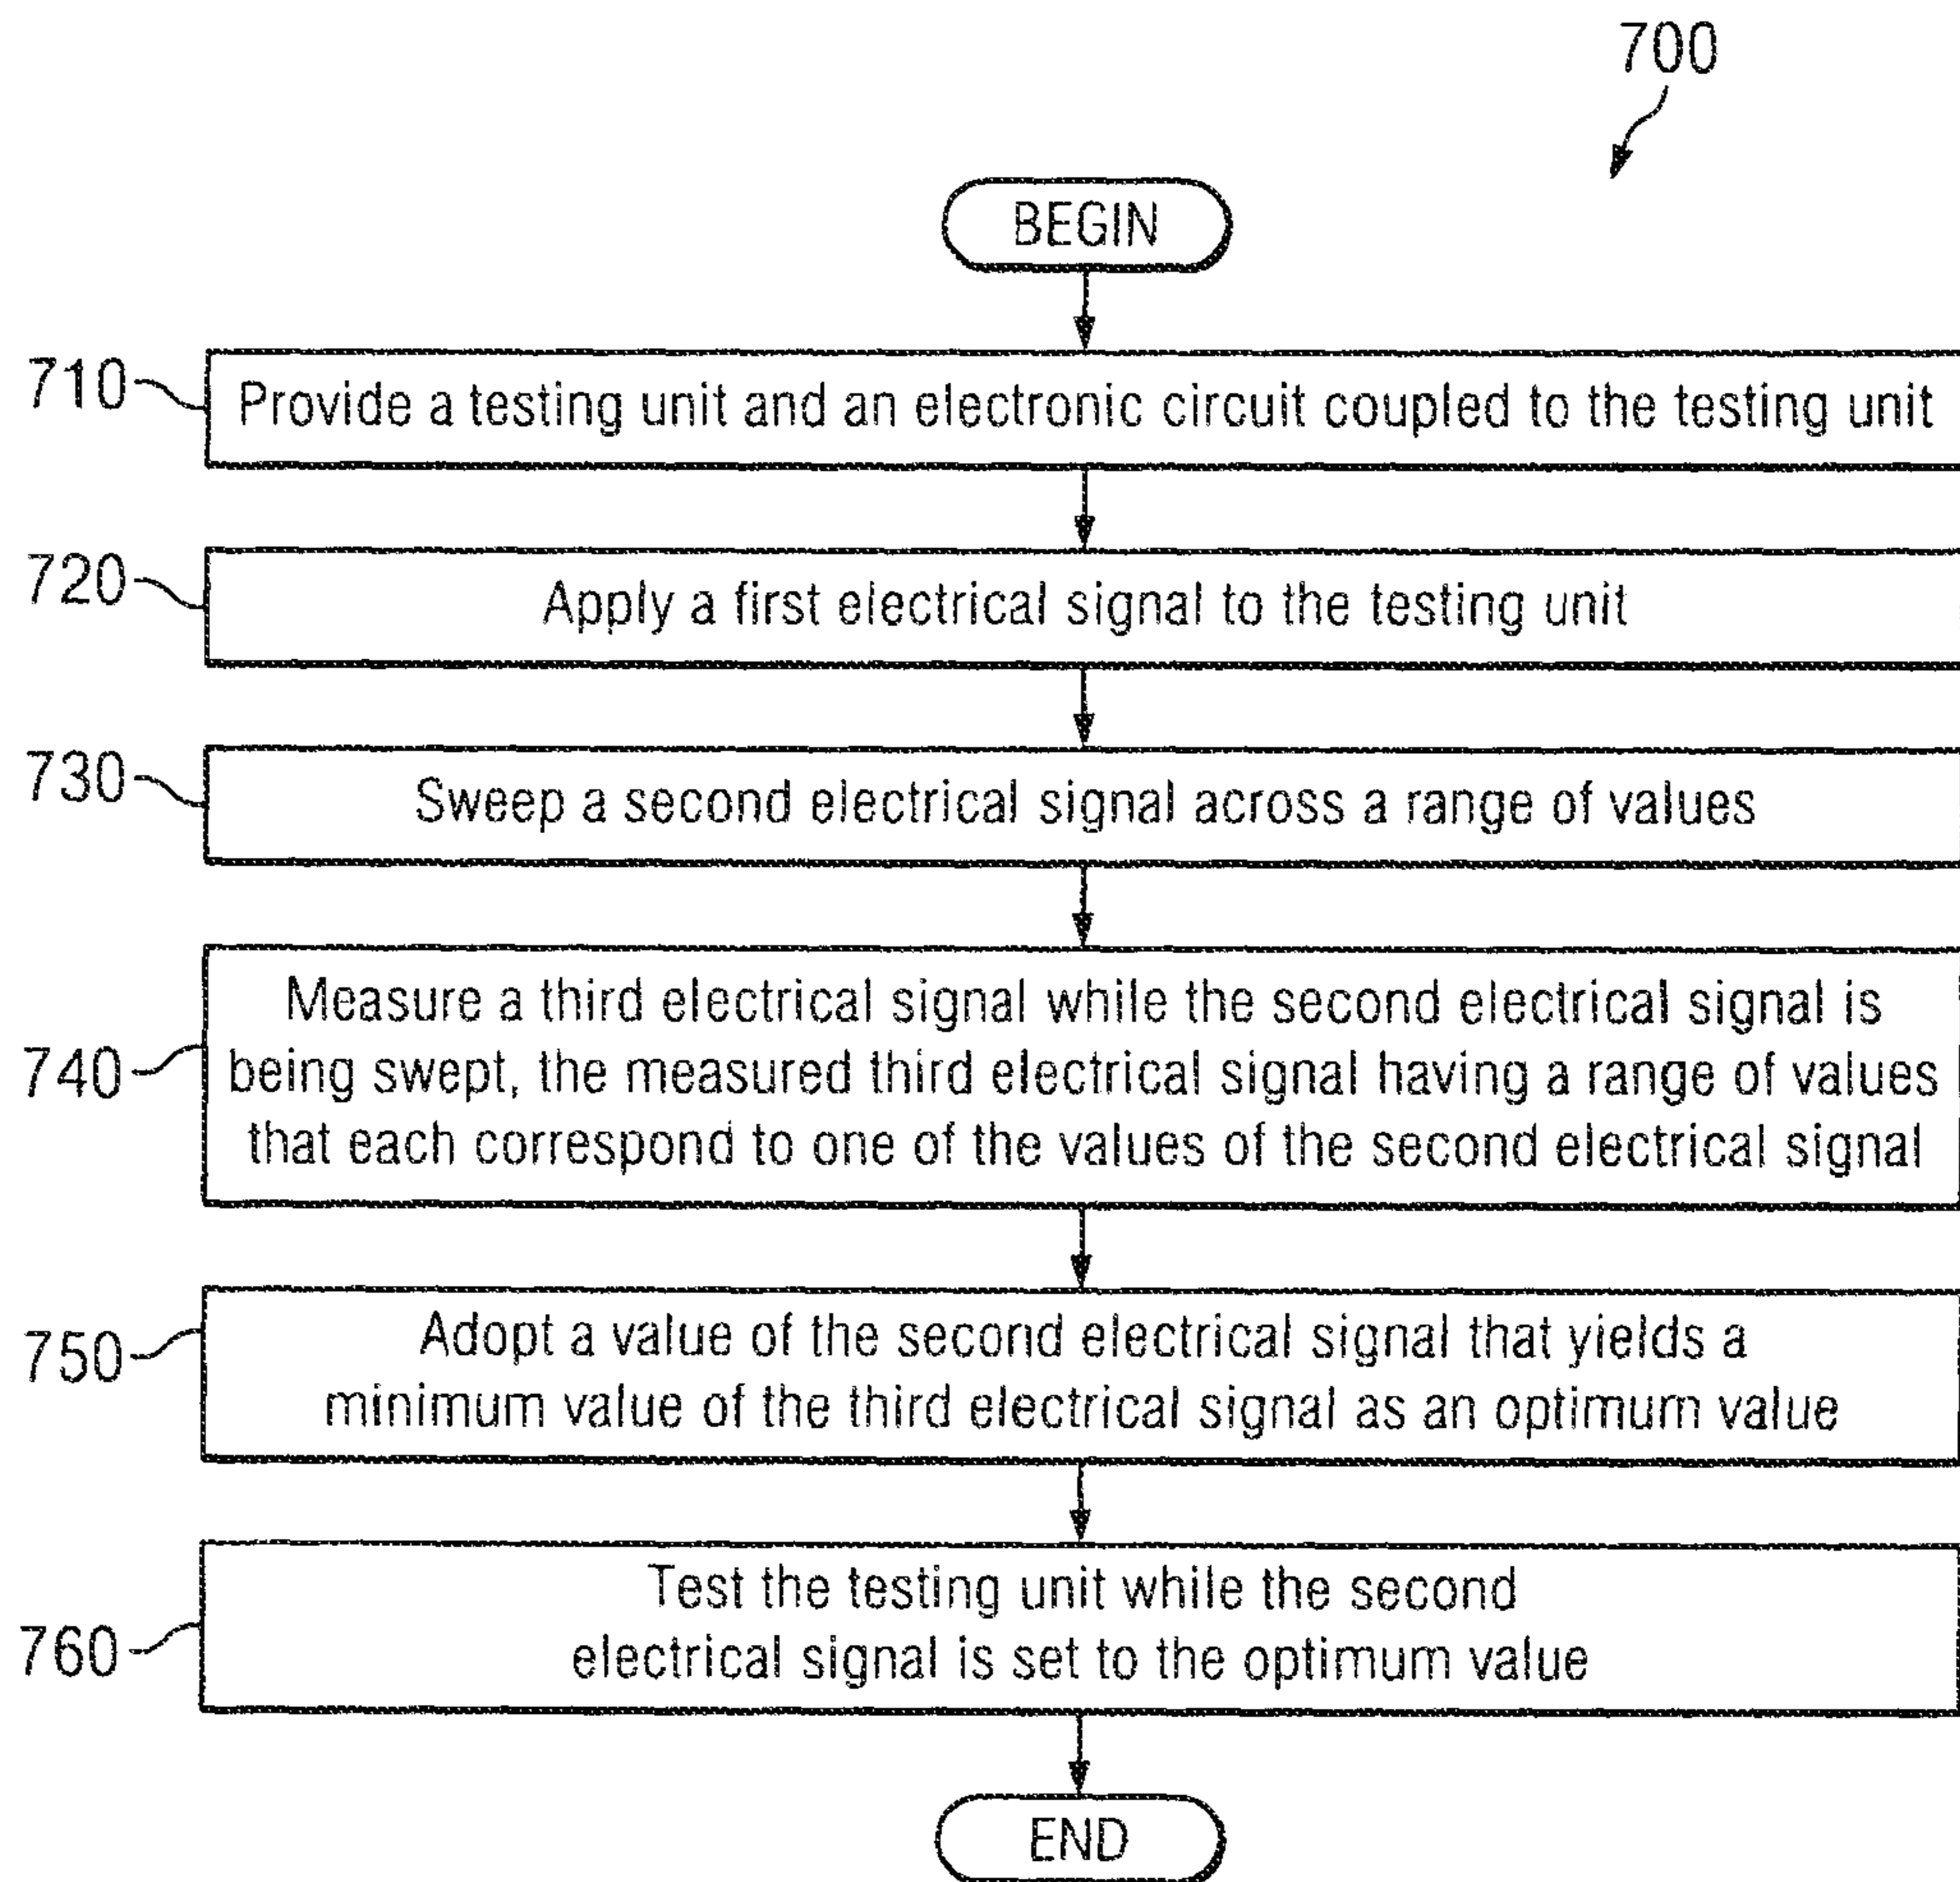 700
BEGIN
710
Provide a testing unit and an electronic circuit coupled to the testing unit
720
Apply a first electrical signal to the testing unit
730
Sweep a second electrical signal across a range of values
740
Measure a third electrical signal while the second electrical signal is
being swept, the measured third electrical signal having a range of values
that each correspond to one of the values of the second electrical signal
750
Adopt a value of the second electrical signal that yields a
minimum value of the third electrical signal as an optimum value
760
Test the testing unit while the second
electrical signal is set to the optimum value
END